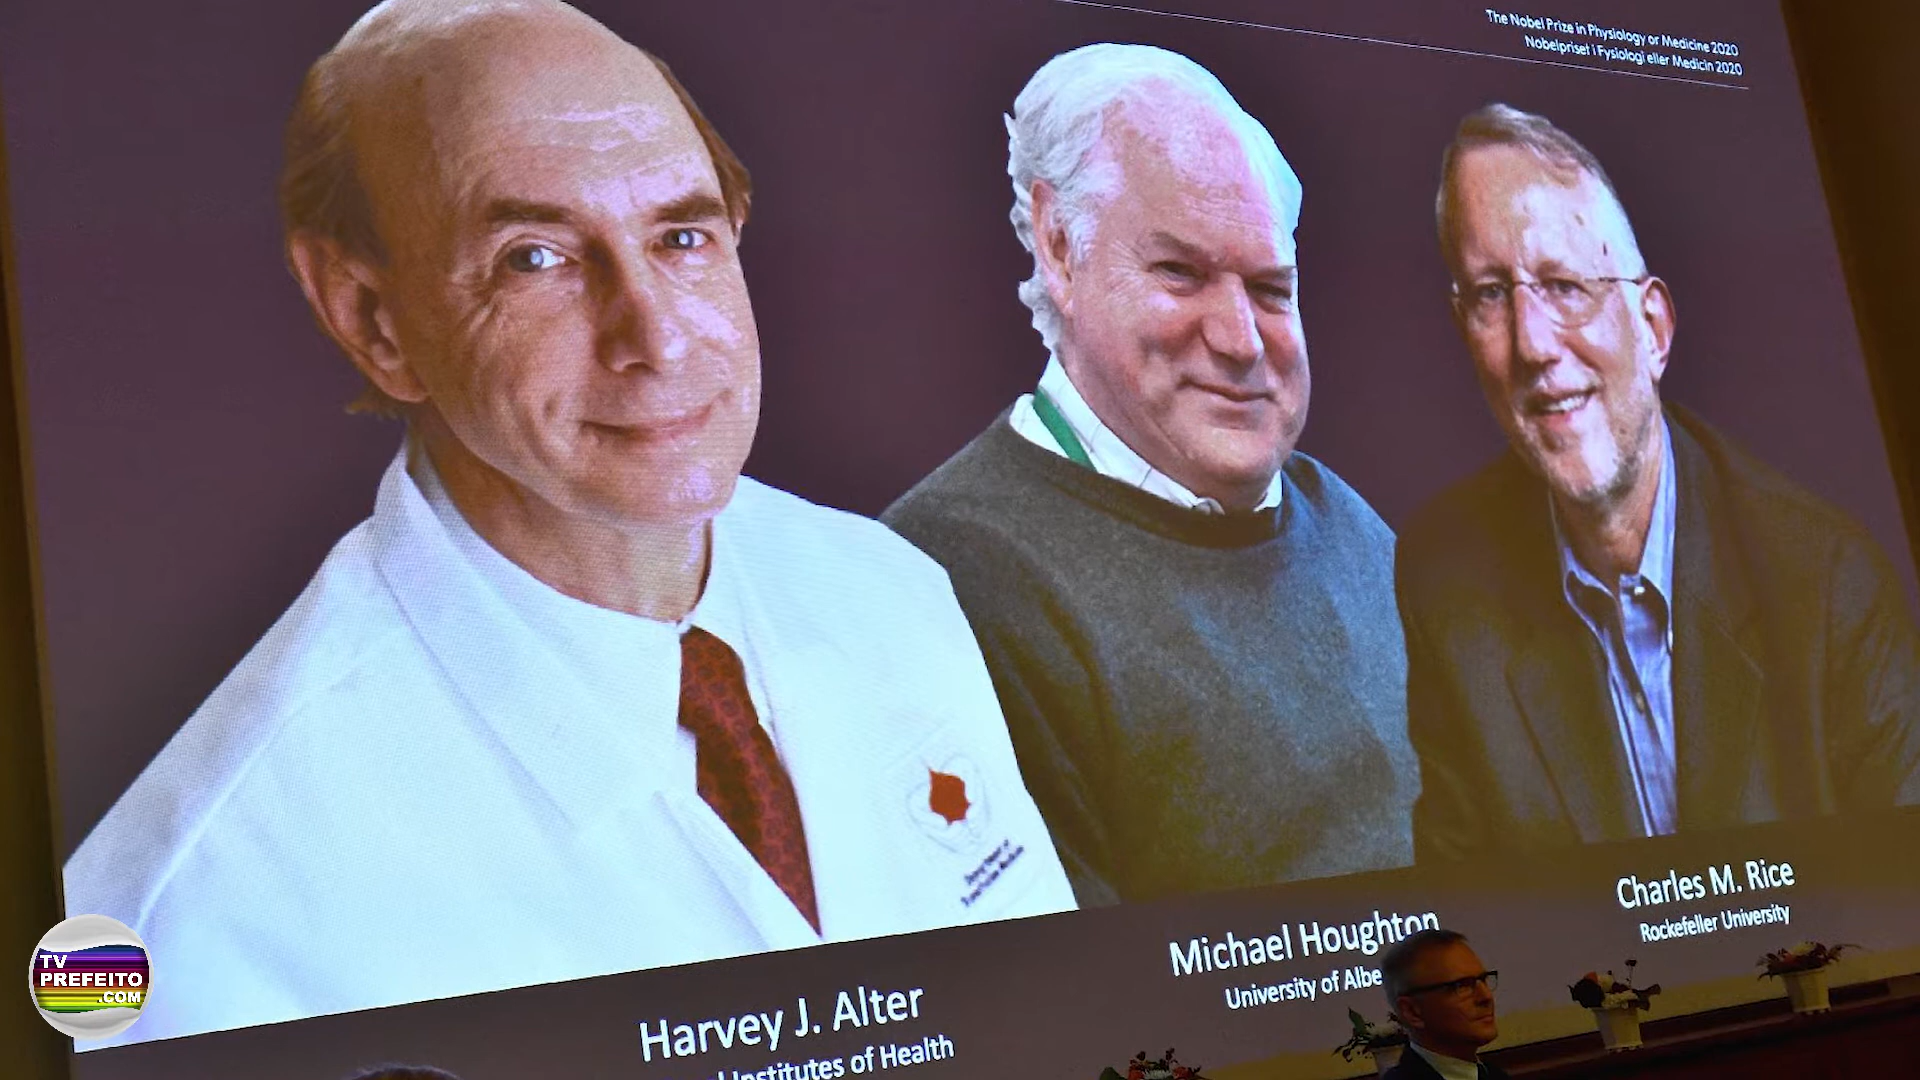 The Nobel Prize in Physiology or Medicine 2020
Nobelpriset i Fysiologi eller Medicin 2020
Charles M. Rice
Rockefeller University
Michael Houghton
University of Albe
Harvey J. Alter
Institutes of Health
TV
PREFEITO
.COM